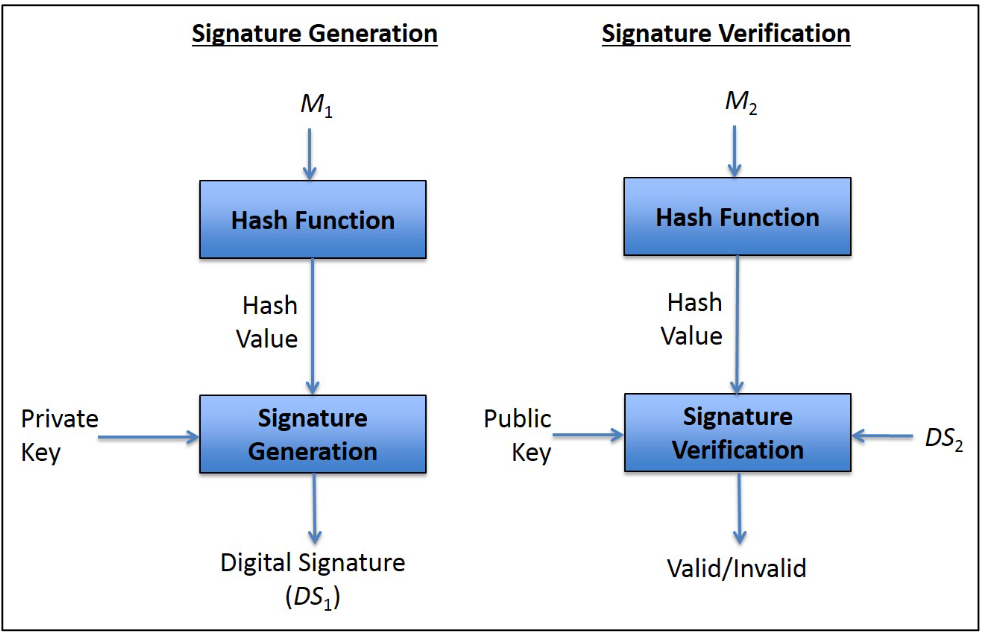 Signature Generation
M₁
Hash Function
Hash
Value
Private
Key
Signature
Generation
Digital Signature
(DS₁)
Signature Verification
M₂
Hash Function
Hash
Value
Public
Key
Signature
Verification
DS₂
Valid/Invalid